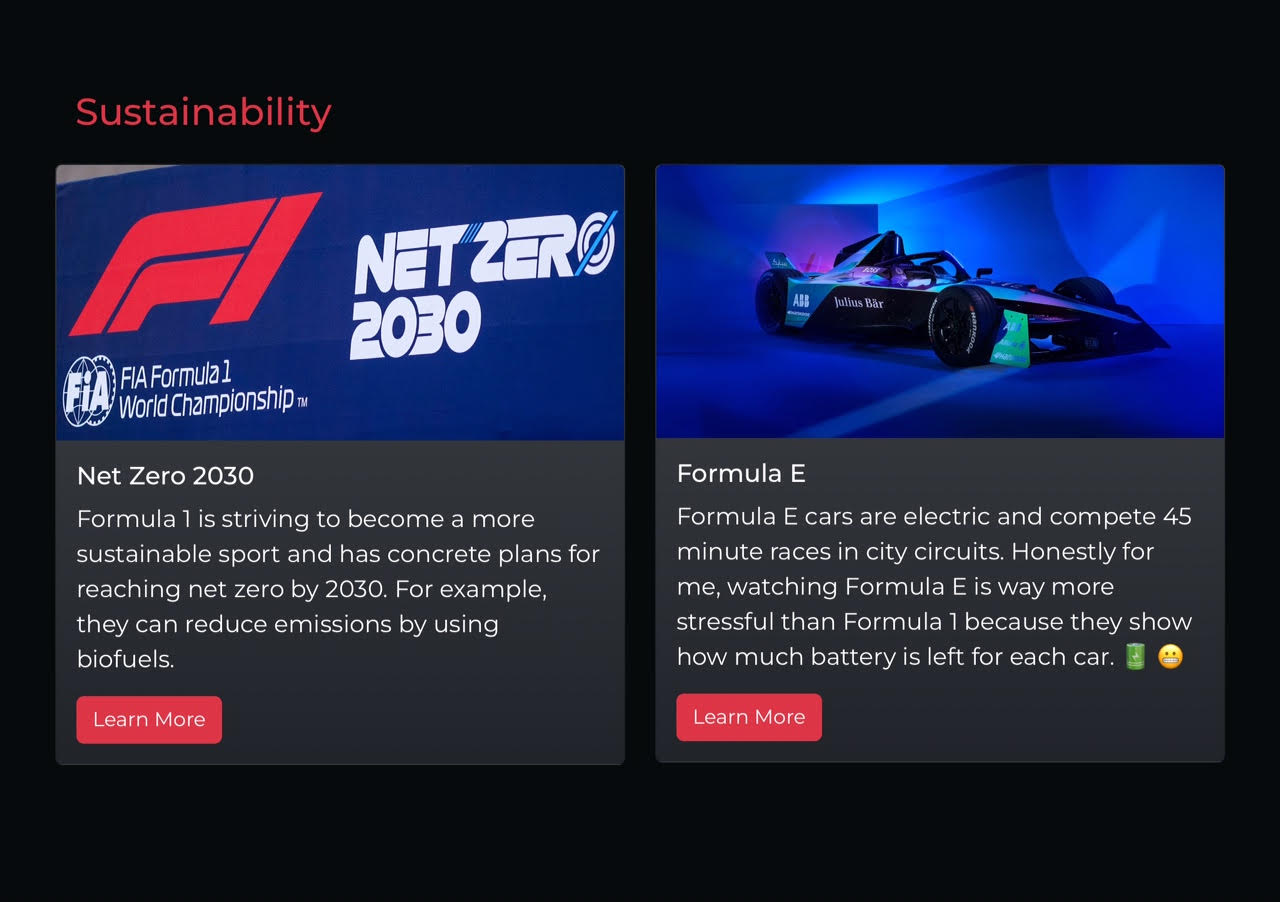 Sustainability
F1
NET ZERO
2030
FIA
FIA Formula 1
World Championship TM
Net Zero 2030
Formula 1 is striving to become a more
sustainable sport and has concrete plans for
reaching net zero by 2030. For example,
they can reduce emissions by using
biofuels.
Learn More
BOSS
ABB
Julius Bär
HANKOOK
ABB
Formula E
Formula E cars are electric and compete 45
minute races in city circuits. Honestly for
me, watching Formula E is way more
stressful than Formula 1 because they show
how much battery is left for each car. 🔋 😬
Learn More